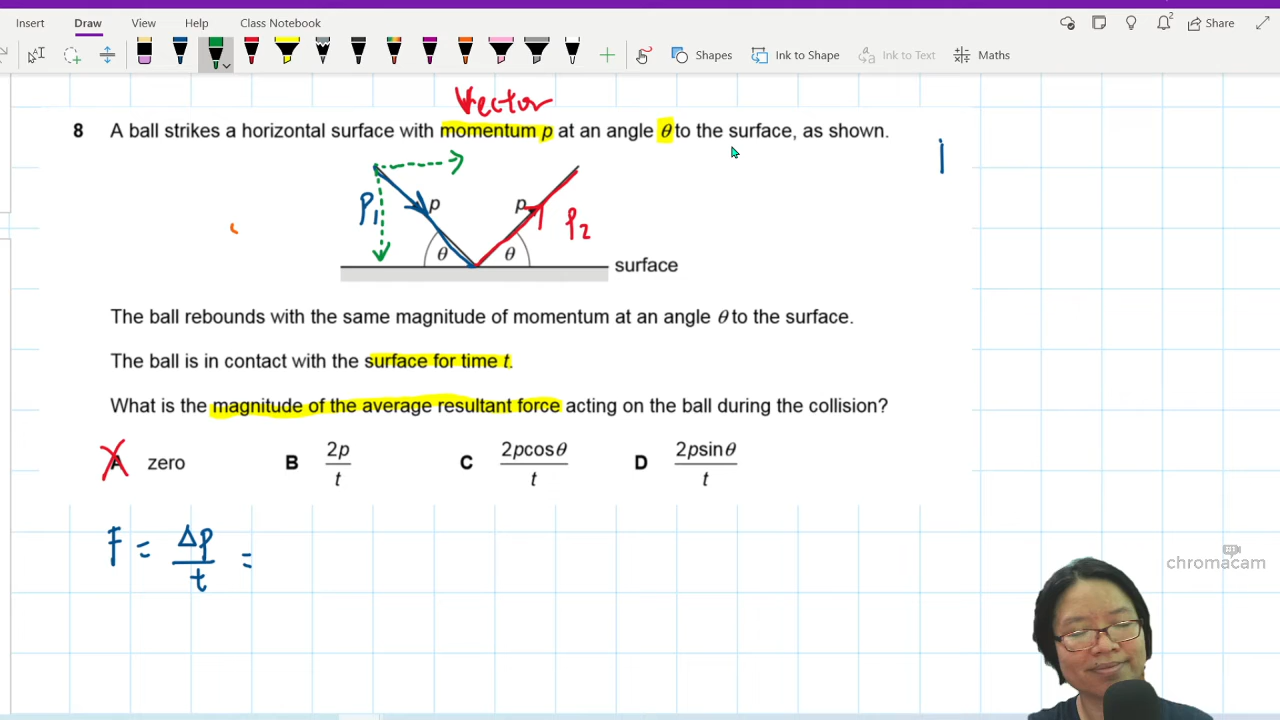 Insert Draw View Help Class Notebook Share
Shapes Ink to Shape Ink to Text Maths
Vector
8 A ball strikes a horizontal surface with momentum p at an angle θ to the surface, as shown.
P1 p p P2
θ θ
surface
The ball rebounds with the same magnitude of momentum at an angle θ to the surface.
The ball is in contact with the surface for time t.
What is the magnitude of the average resultant force acting on the ball during the collision?
A zero B 2p/t C 2pcosθ/t D 2psinθ/t
F = Δp/t =
chromacam